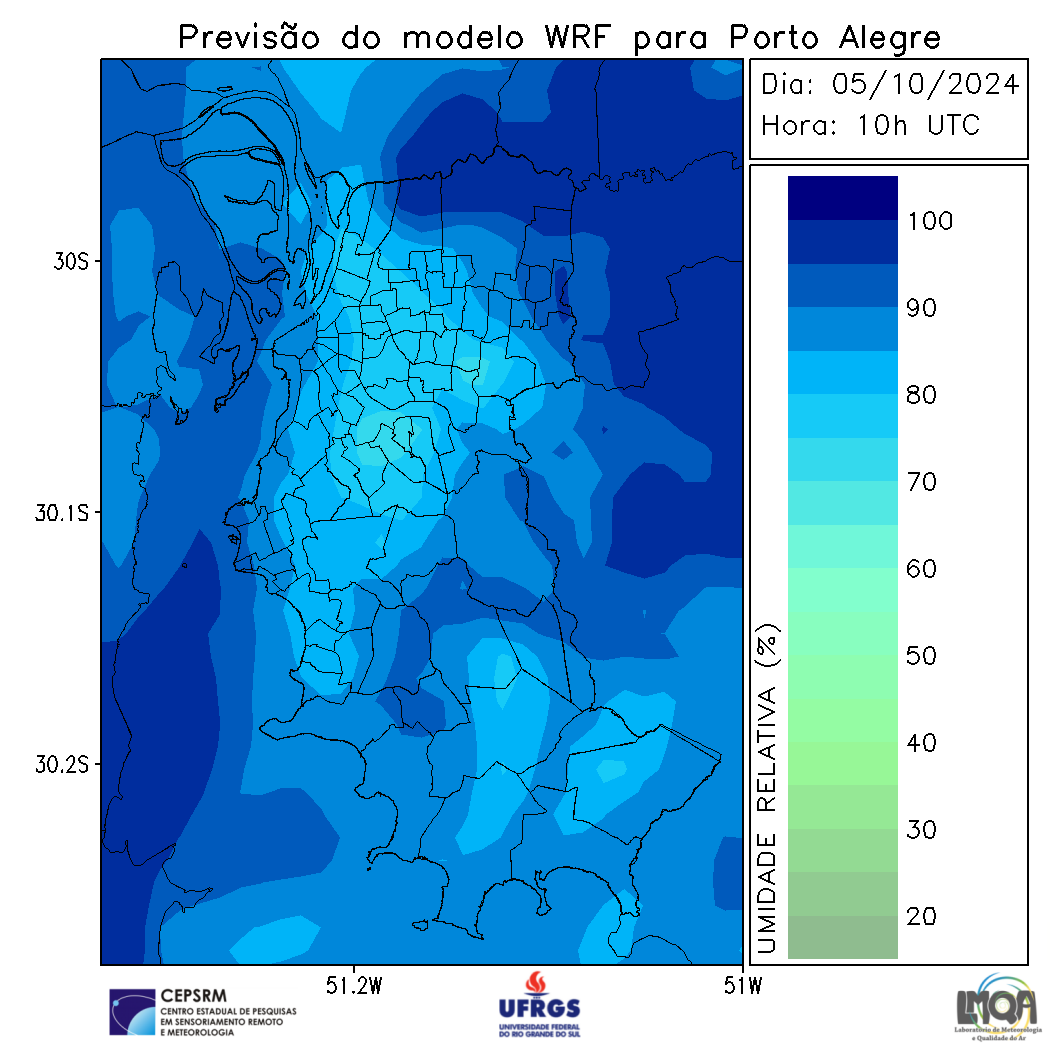 Previsão do modelo WRF para Porto Alegre
Dia: 05/10/2024
Hora: 10h UTC
100
90
80
70
60
50
40
30
20
UMIDADE RELATIVA (%)
30S
30.1S
30.2S
51.2W
51W
CEPSRM
CENTRO ESTADUAL DE PESQUISAS
EM SENSORIAMENTO REMOTO
E METEOROLOGIA
UFRGS
UNIVERSIDADE FEDERAL
DO RIO GRANDE DO SUL
LMQA
Laboratório de Meteorologia
e Qualidade do Ar